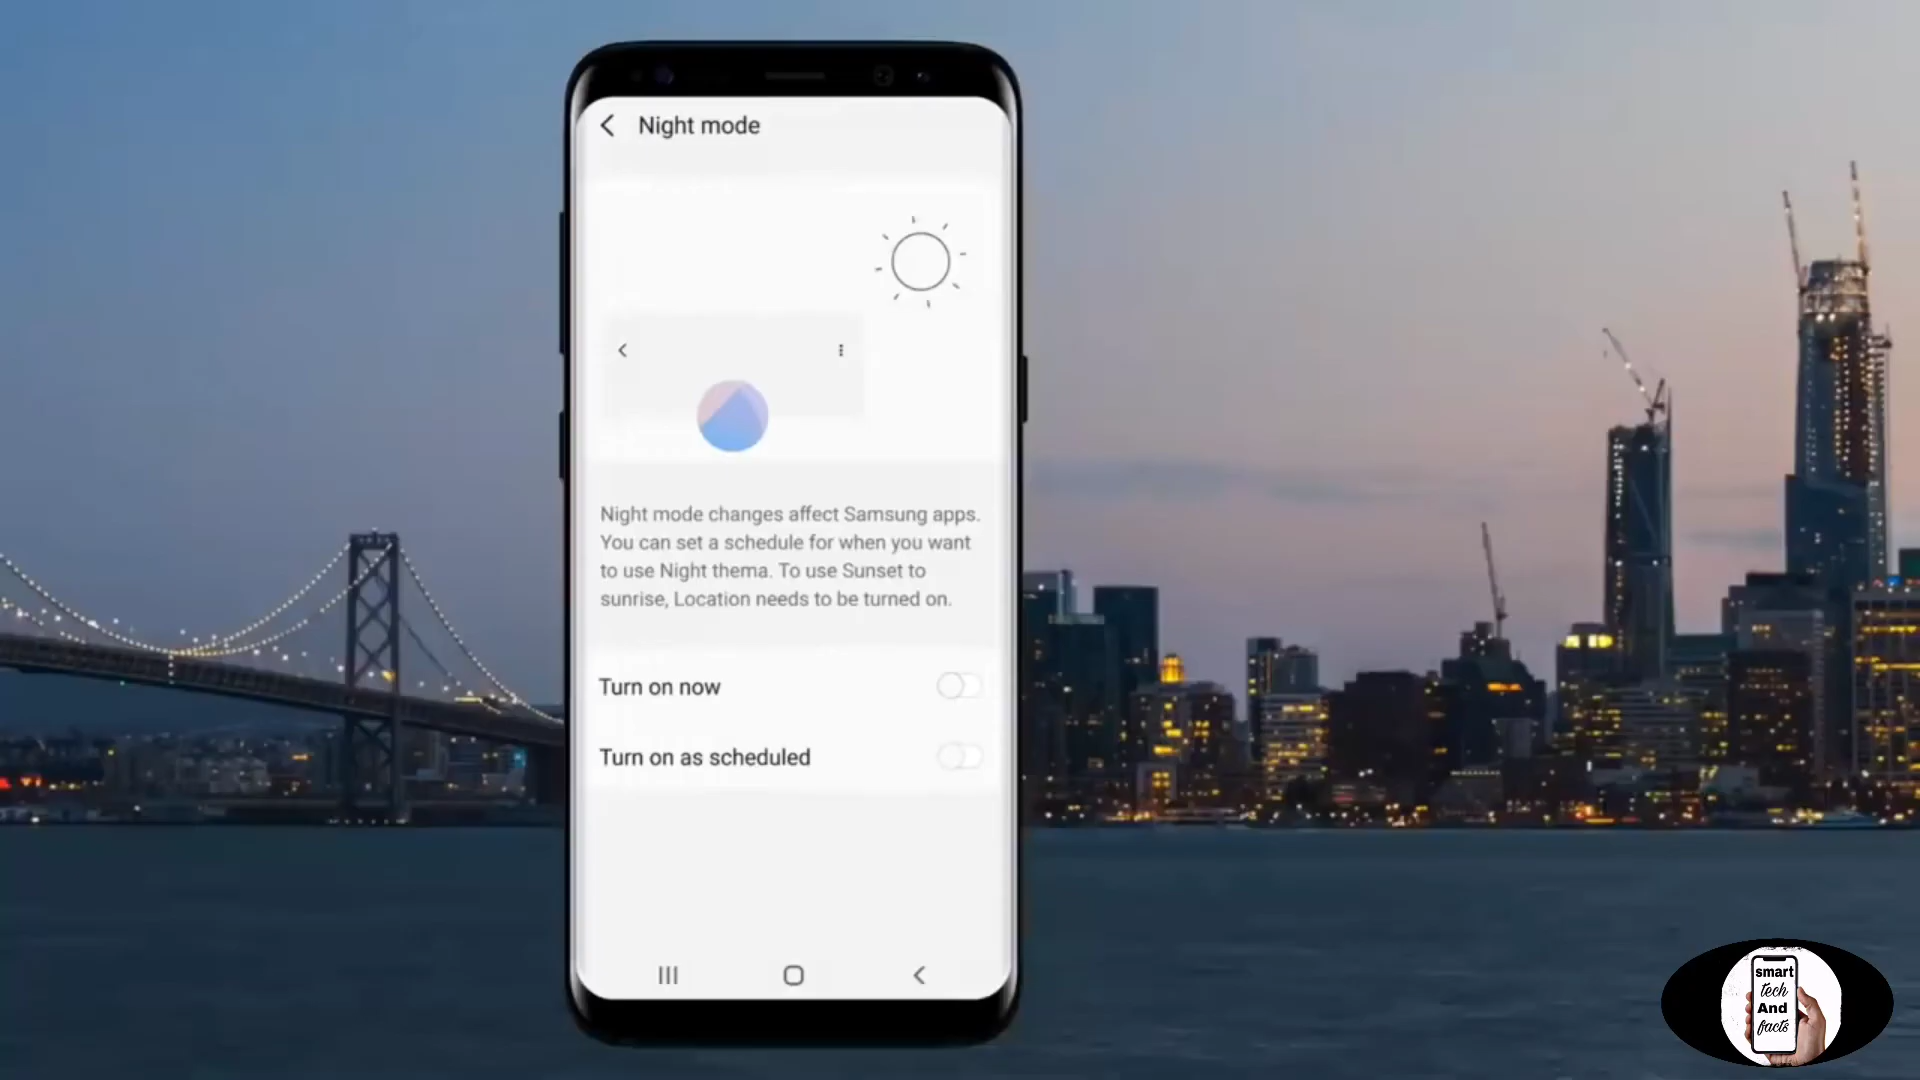 Night mode
Night mode changes affect Samsung apps.
You can set a schedule for when you want
to use Night thema. To use Sunset to
sunrise, Location needs to be turned on.
Turn on now
Turn on as scheduled
smart
tech
And
facts